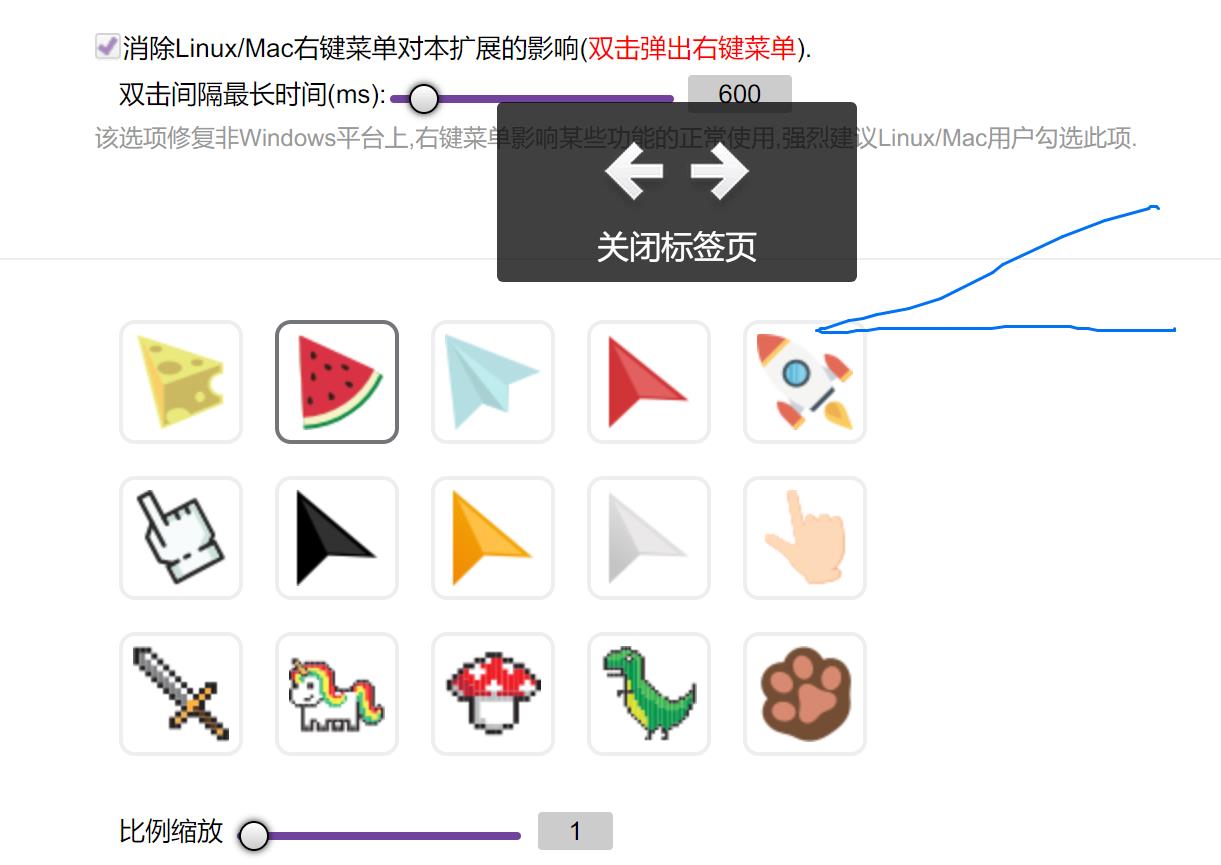 消除Linux/Mac右键菜单对本扩展的影响(双击弹出右键菜单).
双击间隔最长时间(ms): 600
该选项修复非Windows平台上,右键菜单影响某些功能的正常使用,强烈建议Linux/Mac用户勾选此项.
关闭标签页
比例缩放 1